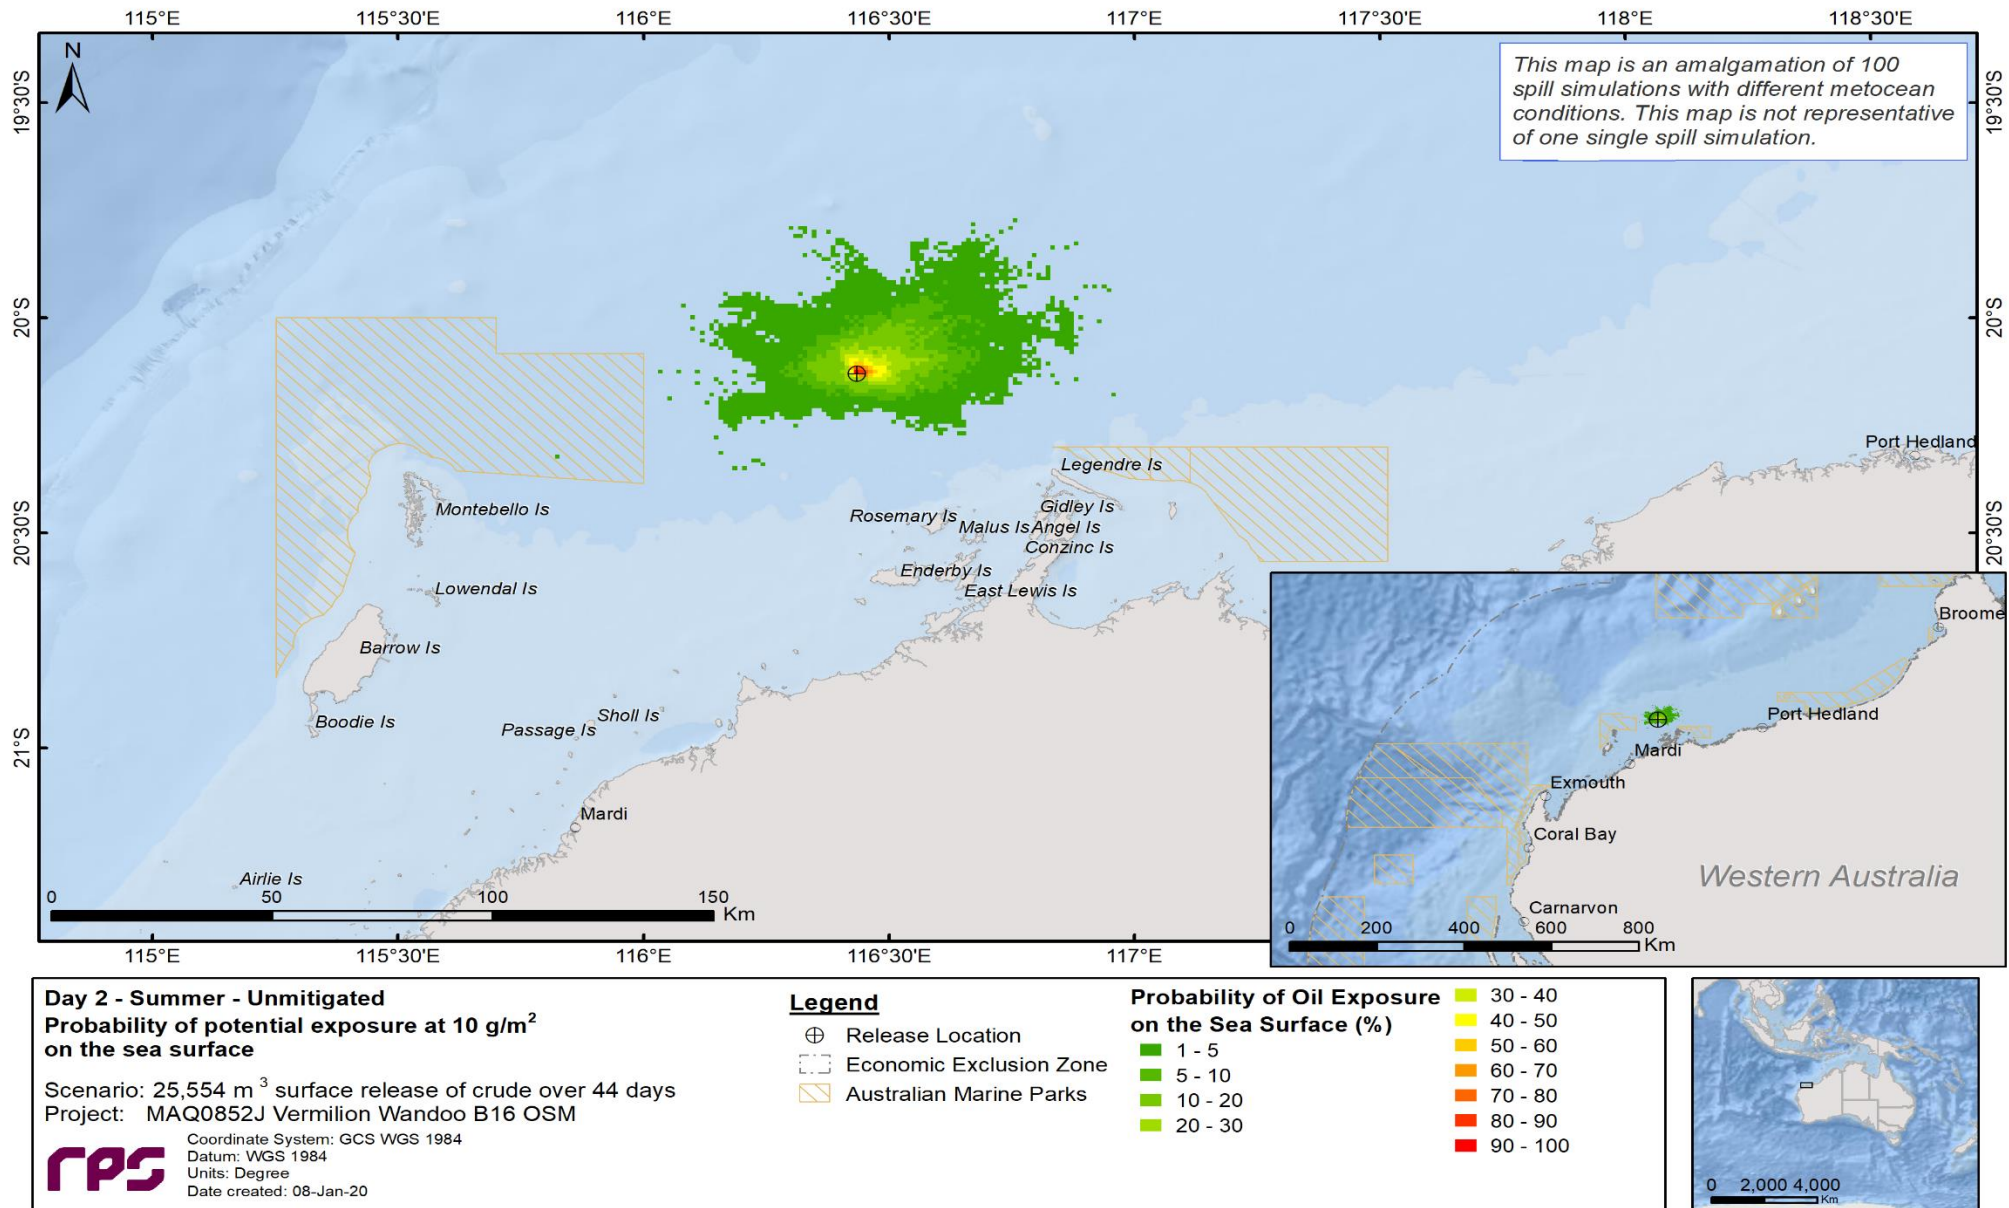 115°E 115°30'E 116°E 116°30'E 117°E 117°30'E 118°E 118°30'E
N
This map is an amalgamation of 100
spill simulations with different metocean
conditions. This map is not representative
of one single spill simulation.
19°30'S 19°30'S
20°S 20°S
20°30'S 20°30'S
21°S
Port Hedland
Legendre Is
Montebello Is
Gidley Is
Rosemary Is
Malus Is
Angel Is
Conzinc Is
Enderby Is
Lowendal Is
East Lewis Is
Barrow Is
Boodie Is
Sholl Is
Passage Is
Mardi
Airlie Is
0 50 100 150
Km
115°E 115°30'E 116°E 116°30'E 117°E
Broome
Port Hedland
Mardi
Exmouth
Coral Bay
Western Australia
Carnarvon
0 200 400 600 800
Km
Day 2 - Summer - Unmitigated
Probability of potential exposure at 10 g/m2
on the sea surface
Scenario: 25,554 m 3 surface release of crude over 44 days
Project: MAQ0852J Vermilion Wandoo B16 OSM
rps
Coordinate System: GCS WGS 1984
Datum: WGS 1984
Units: Degree
Date created: 08-Jan-20
Legend
Release Location
Economic Exclusion Zone
Australian Marine Parks
Probability of Oil Exposure
on the Sea Surface (%)
1 - 5
5 - 10
10 - 20
20 - 30
30 - 40
40 - 50
50 - 60
60 - 70
70 - 80
80 - 90
90 - 100
0 2,000 4,000
Km